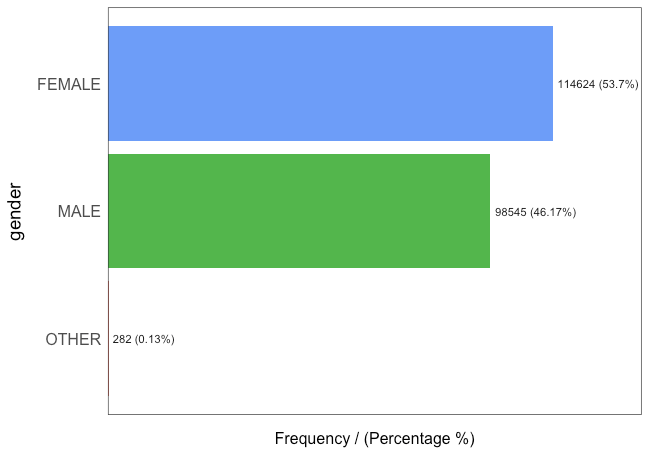 gender
FEMALE
114624 (53.7%)
MALE
98545 (46.17%)
OTHER
282 (0.13%)
Frequency / (Percentage %)